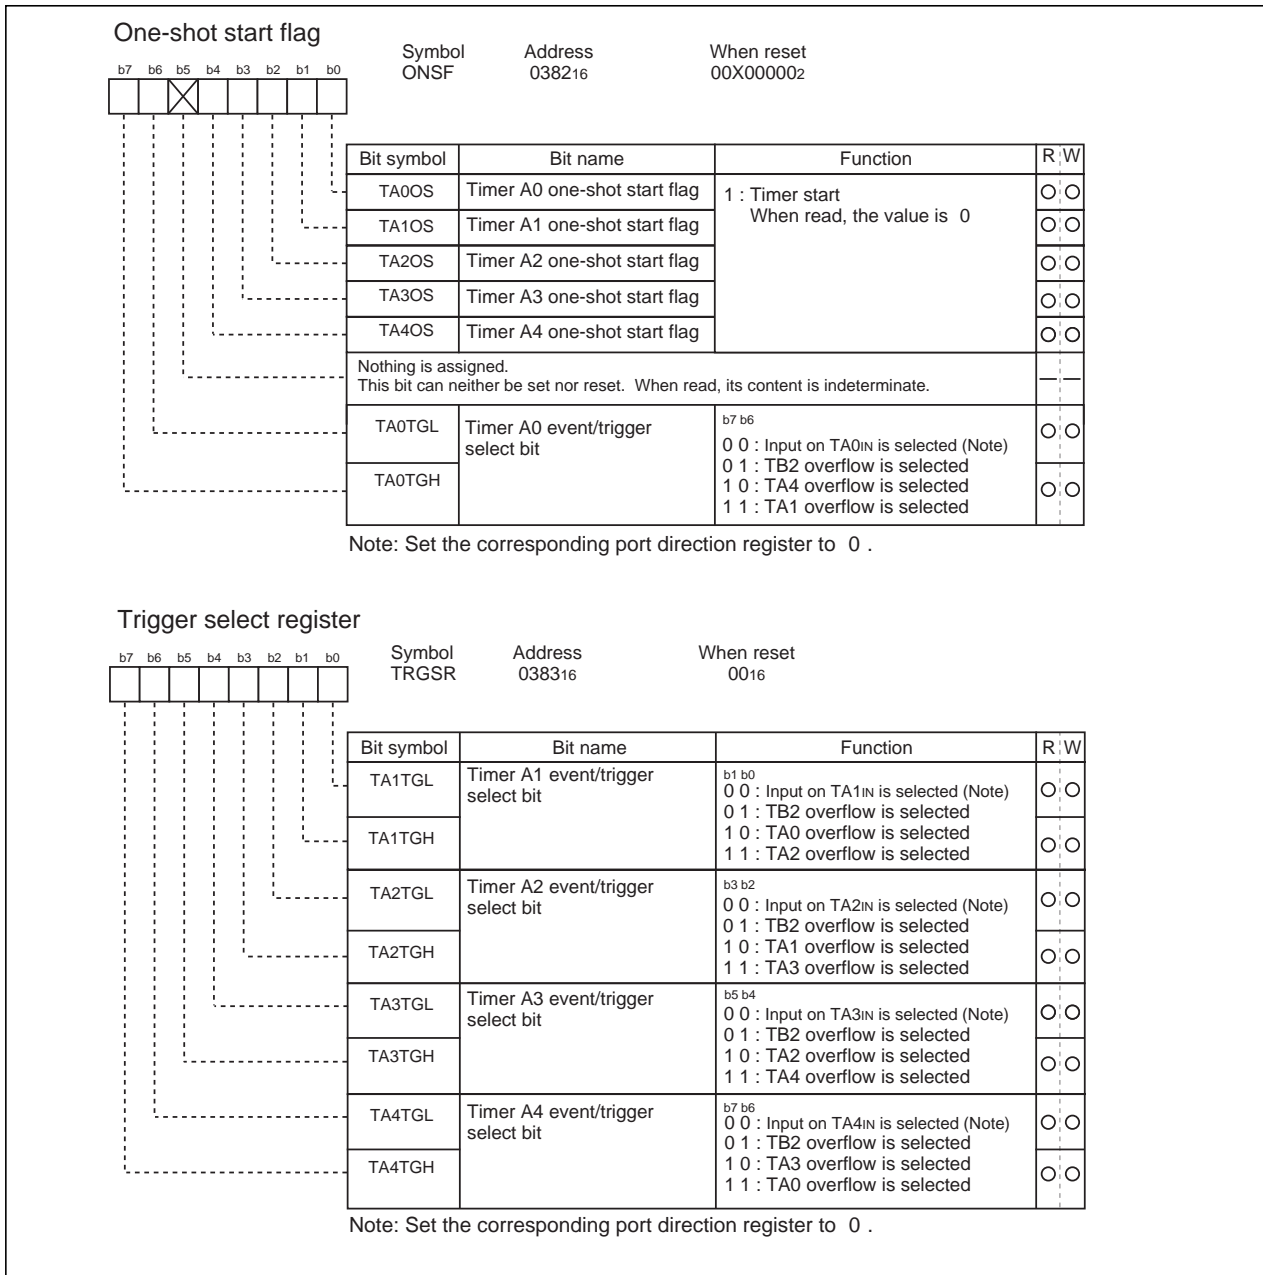 One-shot start flag
Symbol Address When reset
ONSF 038216 00X000002
b7 b6 b5 b4 b3 b2 b1 b0
Bit symbol Bit name Function R W
TA0OS Timer A0 one-shot start flag 1 : Timer start
When read, the value is 0
TA1OS Timer A1 one-shot start flag
TA2OS Timer A2 one-shot start flag
TA3OS Timer A3 one-shot start flag
TA4OS Timer A4 one-shot start flag
Nothing is assigned.
This bit can neither be set nor reset. When read, its content is indeterminate.
TA0TGL Timer A0 event/trigger select bit
TA0TGH
b7 b6
0 0 : Input on TA0IN is selected (Note)
0 1 : TB2 overflow is selected
1 0 : TA4 overflow is selected
1 1 : TA1 overflow is selected
Note: Set the corresponding port direction register to 0 .
Trigger select register
Symbol Address When reset
TRGSR 038316 0016
b7 b6 b5 b4 b3 b2 b1 b0
Bit symbol Bit name Function R W
TA1TGL Timer A1 event/trigger select bit
TA1TGH
b1 b0
0 0 : Input on TA1IN is selected (Note)
0 1 : TB2 overflow is selected
1 0 : TA0 overflow is selected
1 1 : TA2 overflow is selected
TA2TGL Timer A2 event/trigger select bit
TA2TGH
b3 b2
0 0 : Input on TA2IN is selected (Note)
0 1 : TB2 overflow is selected
1 0 : TA1 overflow is selected
1 1 : TA3 overflow is selected
TA3TGL Timer A3 event/trigger select bit
TA3TGH
b5 b4
0 0 : Input on TA3IN is selected (Note)
0 1 : TB2 overflow is selected
1 0 : TA2 overflow is selected
1 1 : TA4 overflow is selected
TA4TGL Timer A4 event/trigger select bit
TA4TGH
b7 b6
0 0 : Input on TA4IN is selected (Note)
0 1 : TB2 overflow is selected
1 0 : TA3 overflow is selected
1 1 : TA0 overflow is selected
Note: Set the corresponding port direction register to 0 .